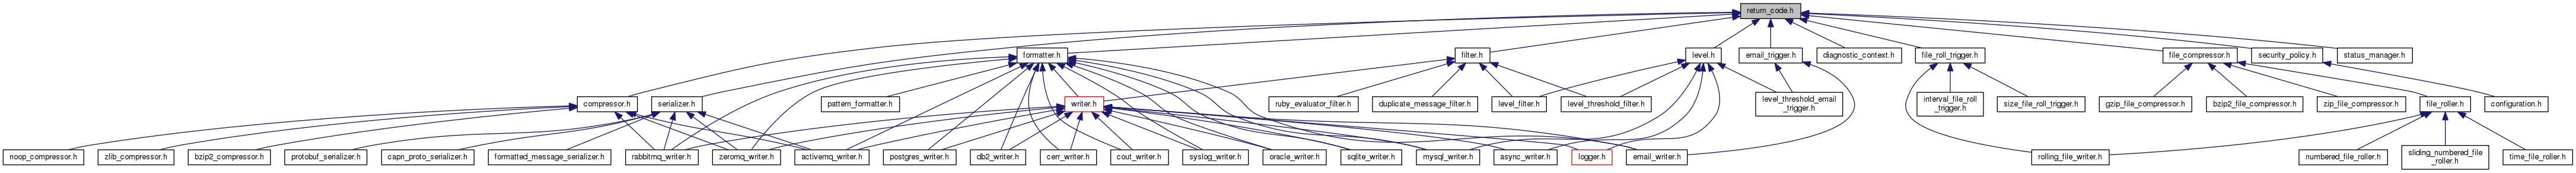 return_code.h
formatter.h
filter.h
level.h
email_trigger.h
diagnostic_context.h
file_roll_trigger.h
file_compressor.h
security_policy.h
status_manager.h
compressor.h
serializer.h
pattern_formatter.h
writer.h
ruby_evaluator_filter.h
duplicate_message_filter.h
level_filter.h
level_threshold_filter.h
level_threshold_email
_trigger.h
interval_file_roll
_trigger.h
size_file_roll_trigger.h
gzip_file_compressor.h
bzip2_file_compressor.h
zip_file_compressor.h
file_roller.h
configuration.h
noop_compressor.h
zlib_compressor.h
bzip2_compressor.h
protobuf_serializer.h
capn_proto_serializer.h
formatted_message_serializer.h
rabbitmq_writer.h
zeromq_writer.h
activemq_writer.h
postgres_writer.h
db2_writer.h
cerr_writer.h
cout_writer.h
syslog_writer.h
oracle_writer.h
sqlite_writer.h
mysql_writer.h
async_writer.h
logger.h
email_writer.h
rolling_file_writer.h
numbered_file_roller.h
sliding_numbered_file
_roller.h
time_file_roller.h